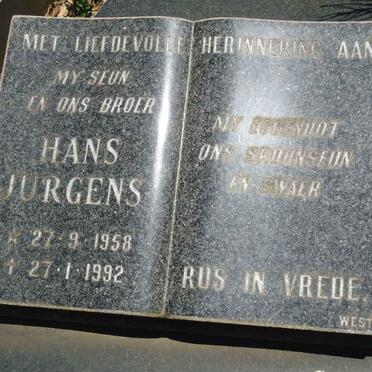 MET LIEFDEVOLLE HERINNERING AAN
MY SEUN
EN ONS BROER
HANS
JURGENS
* 27-9-1958
† 27-1-1992
MY EGGENOOT
ONS SKOONSEUN
EN SWAER
RUS IN VREDE.
WEST